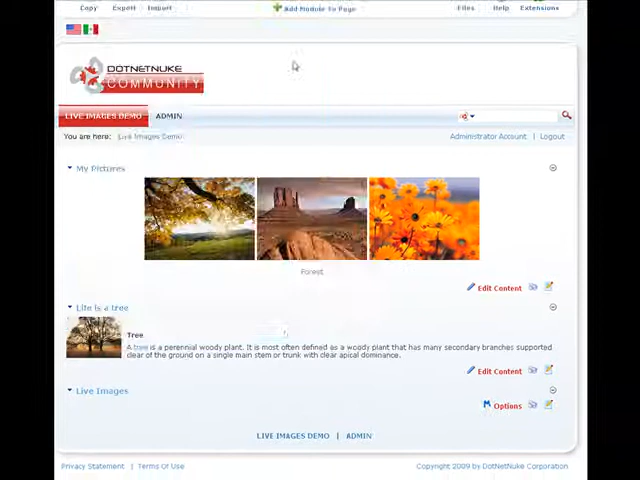 Copy Export Import Add Module To Page Files Help Extensions
DOTNETNUKE
COMMUNITY
LIVE IMAGES DEMO ADMIN
You are here: Live Images Demo Administrator Account | Logout
My Pictures
Forest
Edit Content
Life is a tree
Tree
A tree is a perennial woody plant. It is most often defined as a woody plant that has many secondary branches supported
clear of the ground on a single main stem or trunk with clear apical dominance.
Edit Content
Live Images
Options
LIVE IMAGES DEMO | ADMIN
Privacy Statement | Terms Of Use Copyright 2009 by DotNetNuke Corporation